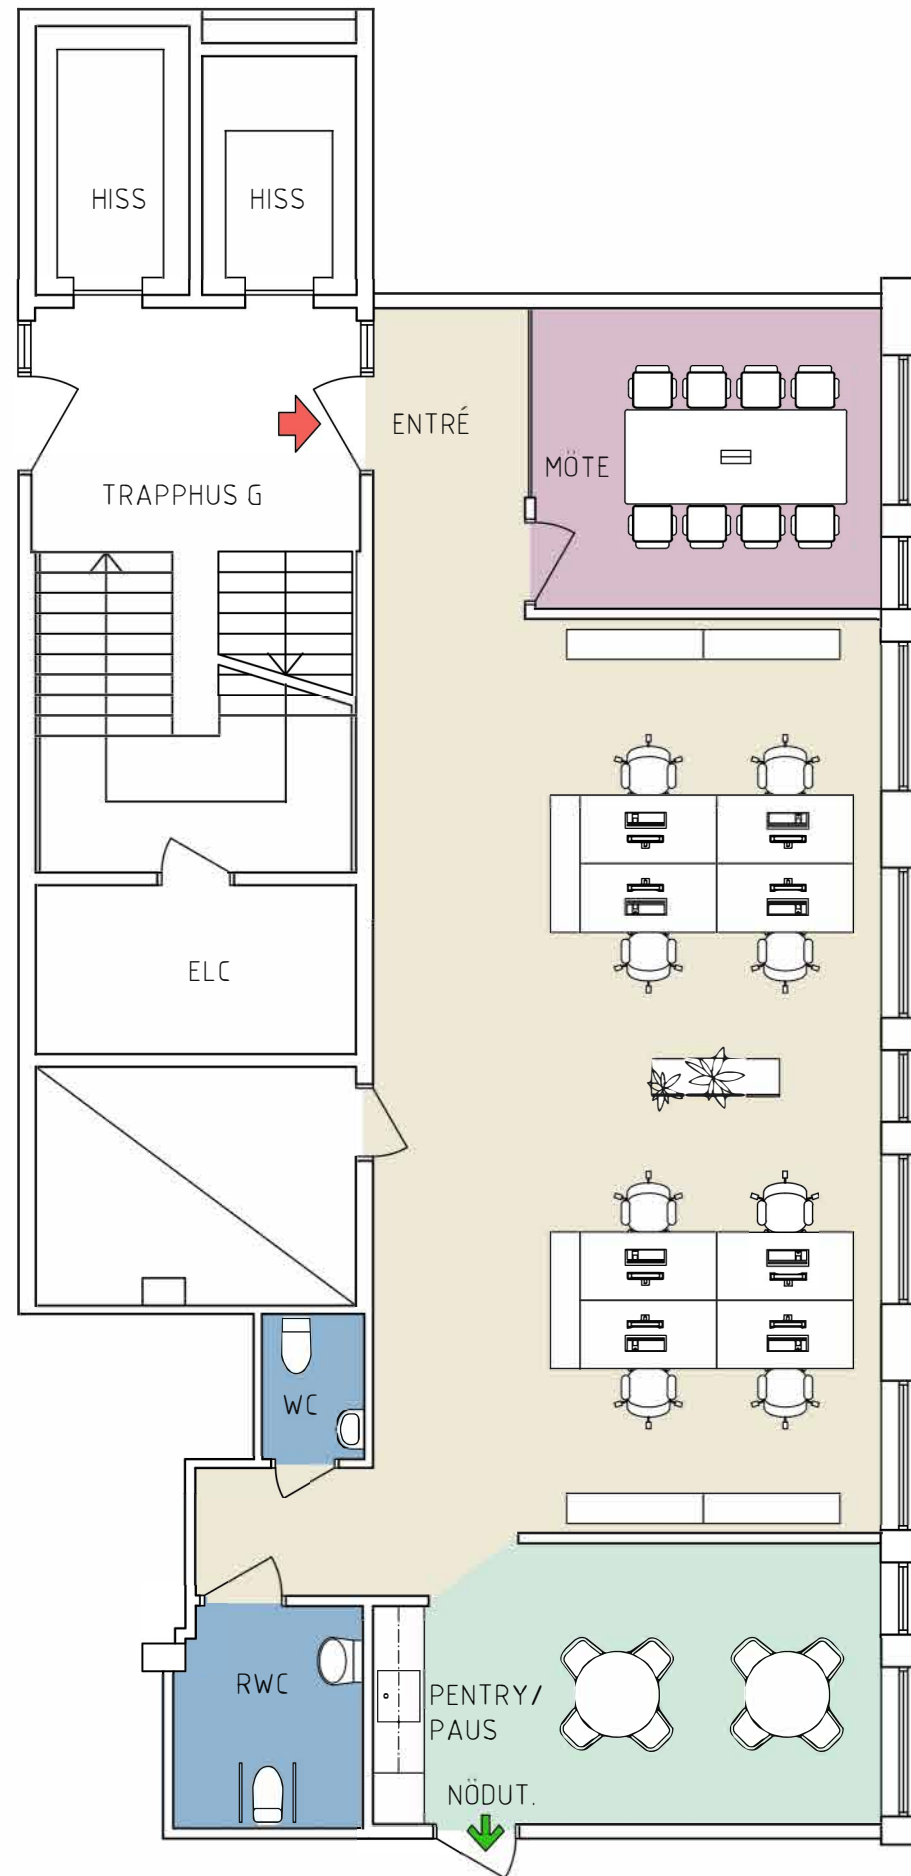 HISS
HISS
ENTRÉ
MÖTE
TRAPPHUS G
ELC
WC
RWC
PENTRY/
PAUS
NÖDUT.